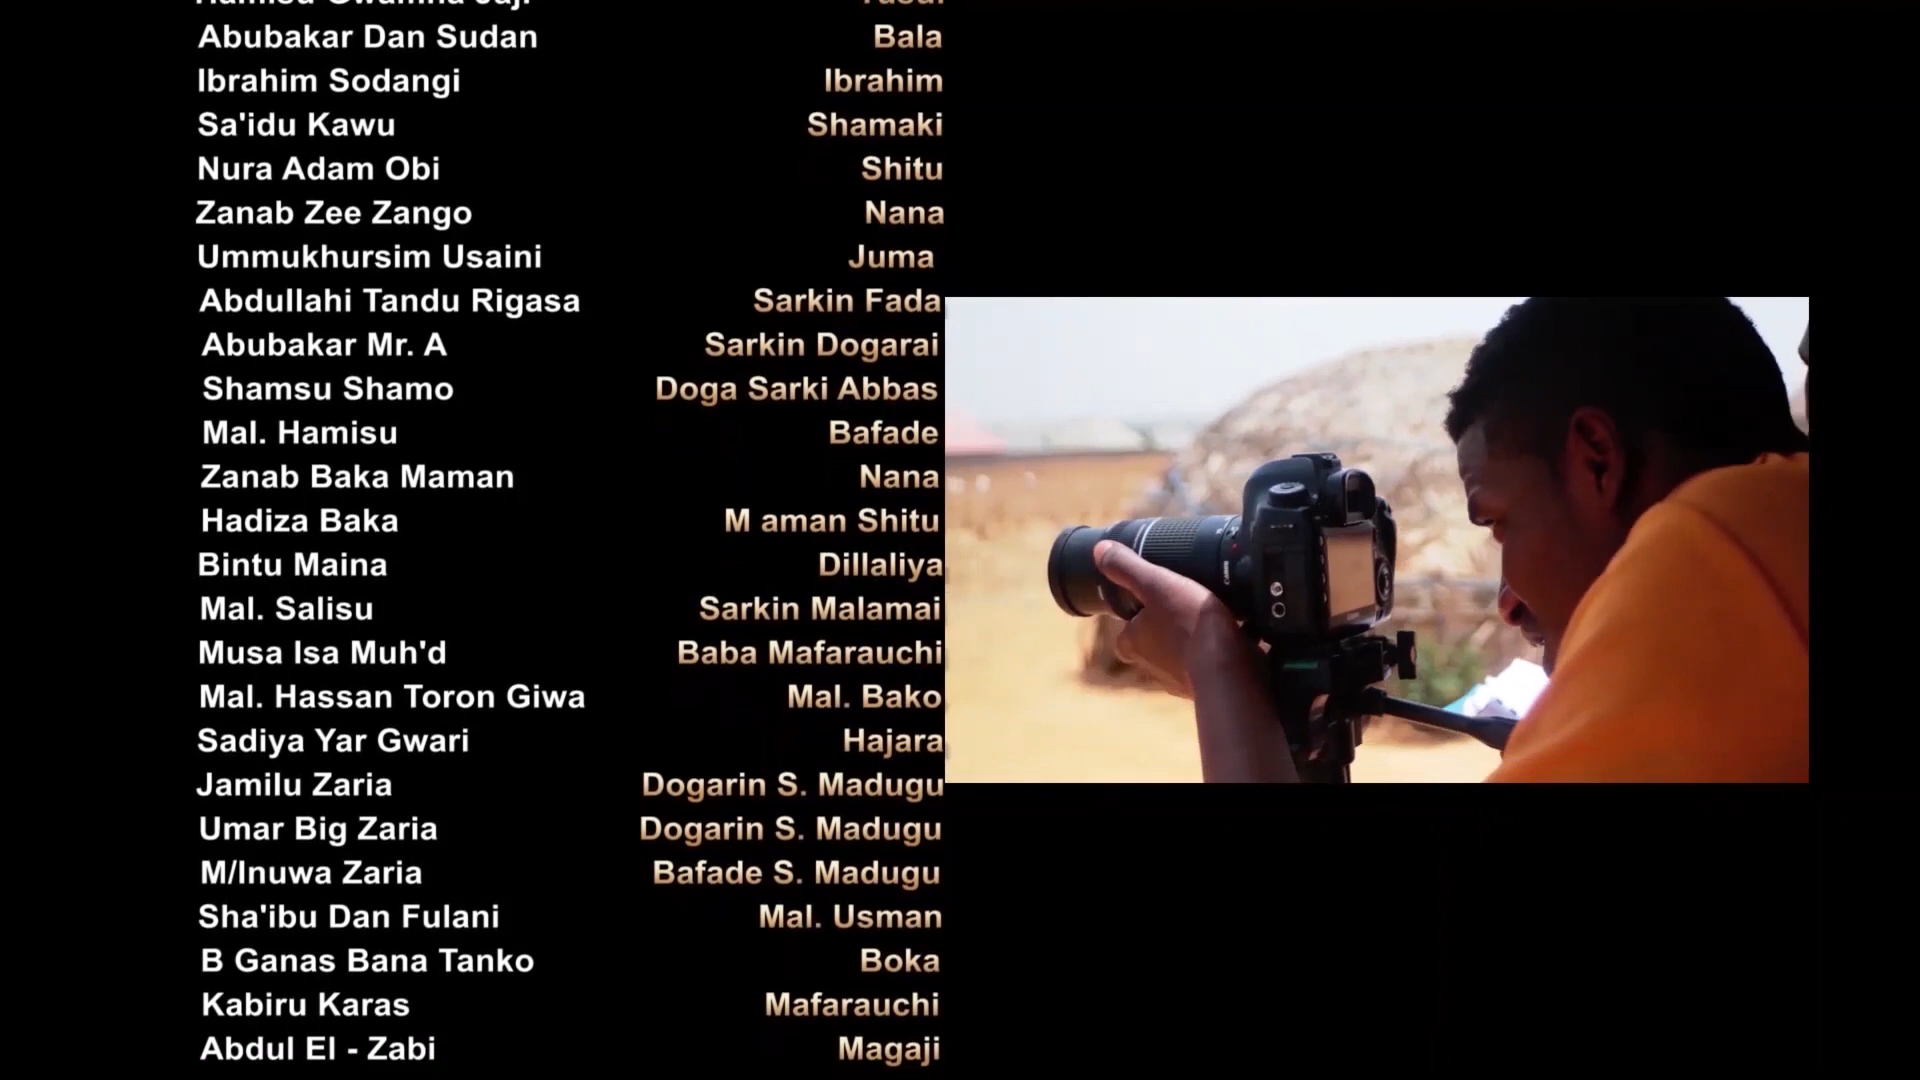 Abubakar Dan Sudan Bala
Ibrahim Sodangi Ibrahim
Sa'idu Kawu Shamaki
Nura Adam Obi Shitu
Zanab Zee Zango Nana
Ummukhursim Usaini Juma
Abdullahi Tandu Rigasa Sarkin Fada
Abubakar Mr. A Sarkin Dogarai
Shamsu Shamo Doga Sarki Abbas
Mal. Hamisu Bafade
Zanab Baka Maman Nana
Hadiza Baka M aman Shitu
Bintu Maina Dillaliya
Mal. Salisu Sarkin Malamai
Musa Isa Muh'd Baba Mafarauchi
Mal. Hassan Toron Giwa Mal. Bako
Sadiya Yar Gwari Hajara
Jamilu Zaria Dogarin S. Madugu
Umar Big Zaria Dogarin S. Madugu
M/Inuwa Zaria Bafade S. Madugu
Sha'ibu Dan Fulani Mal. Usman
B Ganas Bana Tanko Boka
Kabiru Karas Mafarauchi
Abdul El - Zabi Magaji